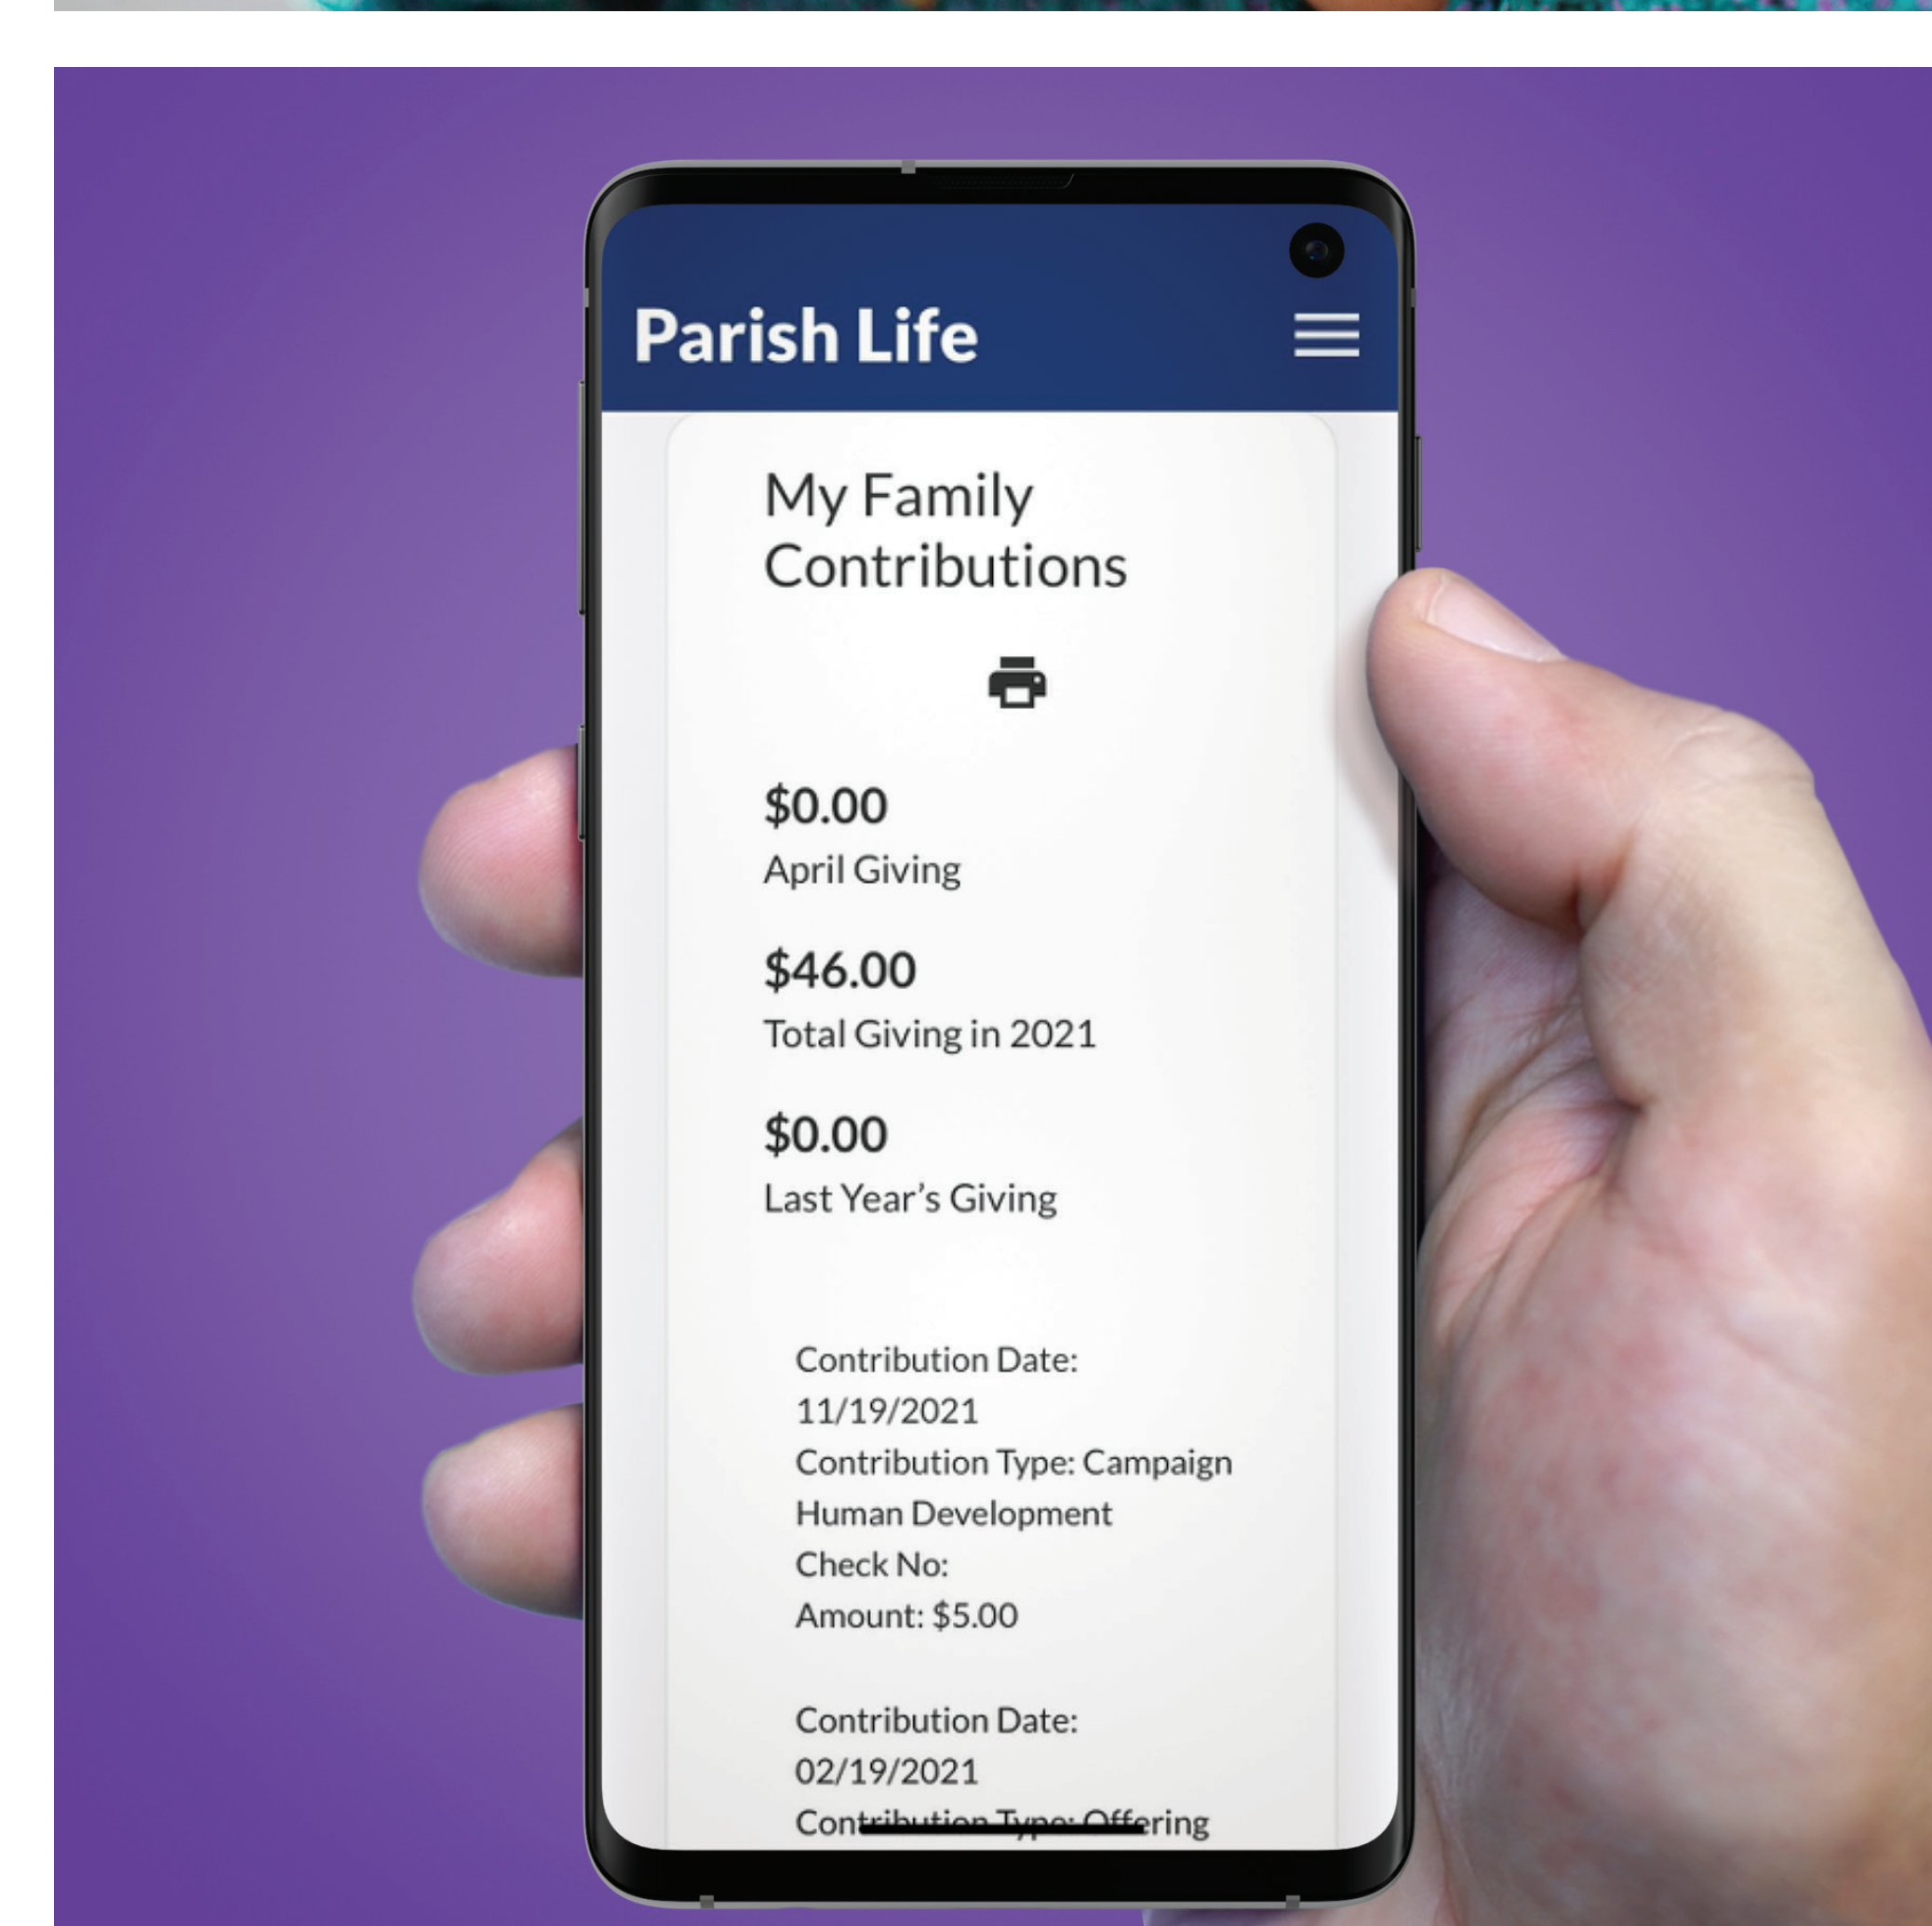 Parish Life
My Family
Contributions
$0.00
April Giving
$46.00
Total Giving in 2021
$0.00
Last Year’s Giving
Contribution Date:
11/19/2021
Contribution Type: Campaign
Human Development
Check No:
Amount: $5.00
Contribution Date:
02/19/2021
Contribution Type: Offering